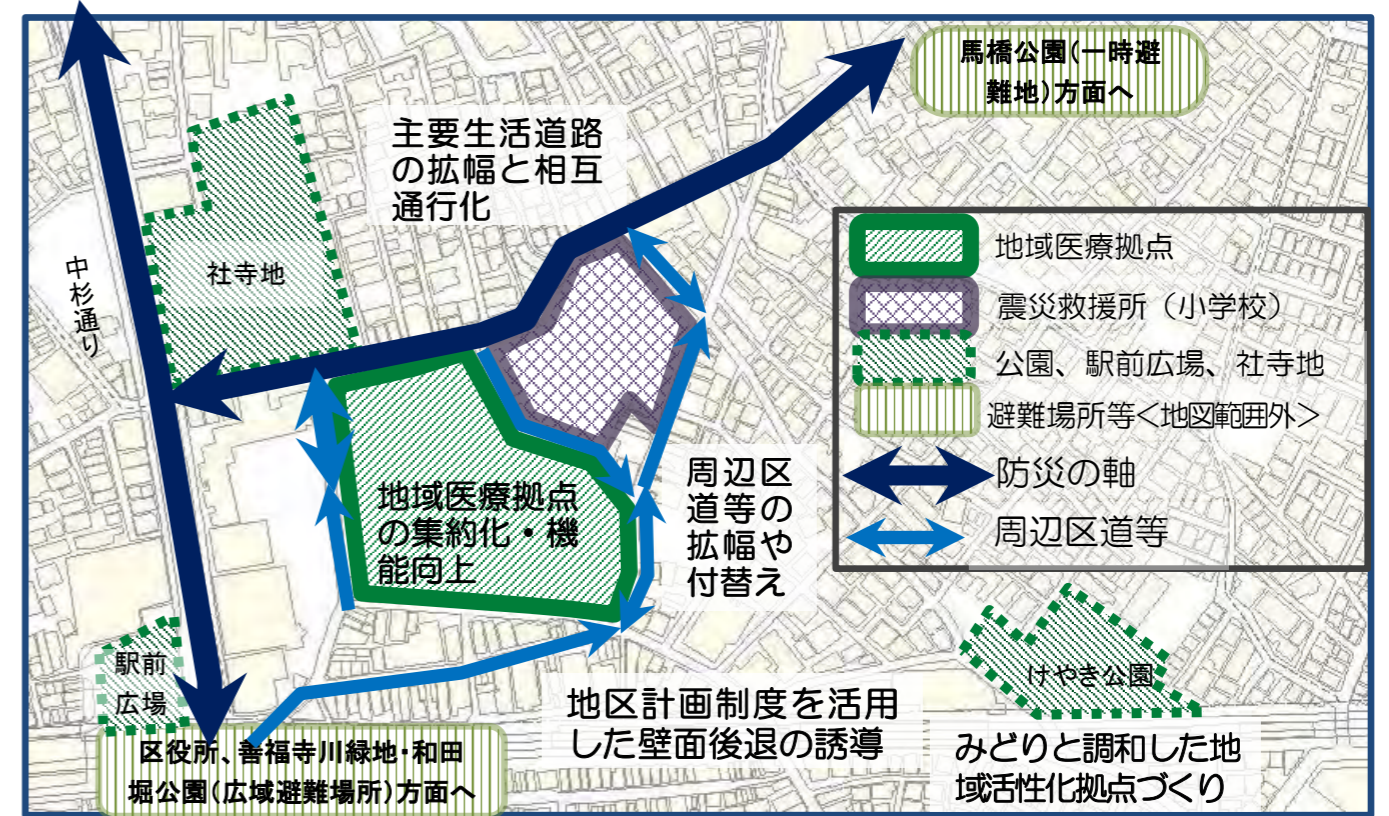 馬橋公園(一時避
難地)方面へ
主要生活道路
の拡幅と相互
通行化
中杉通り
社寺地
地域医療拠点
震災救援所（小学校）
公園、駅前広場、社寺地
避難場所等<地図範囲外>
防災の軸
周辺区道等
地域医療拠点
の集約化・機
能向上
周辺区
道等の
拡幅や
付替え
駅前
広場
けやき公園
地区計画制度を活用
した壁面後退の誘導
みどりと調和した地
域活性化拠点づくり
区役所、善福寺川緑地・和田
堀公園(広域避難場所)方面へ